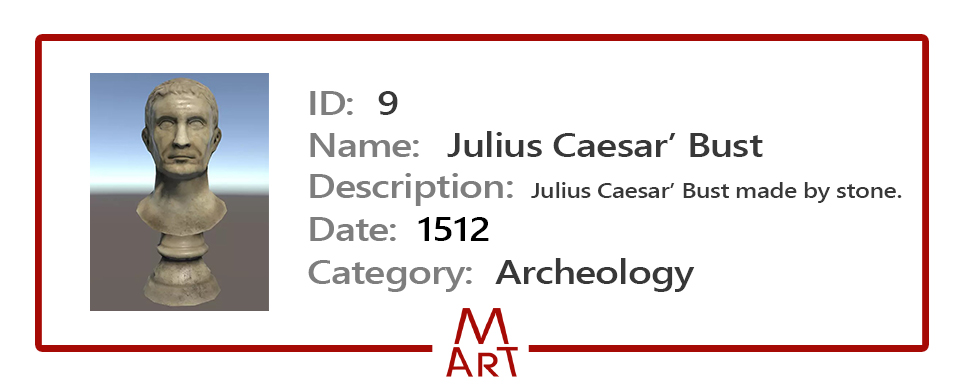 ID: 9
Name: Julius Caesar’ Bust
Description: Julius Caesar’ Bust made by stone.
Date: 1512
Category: Archeology
M
ART